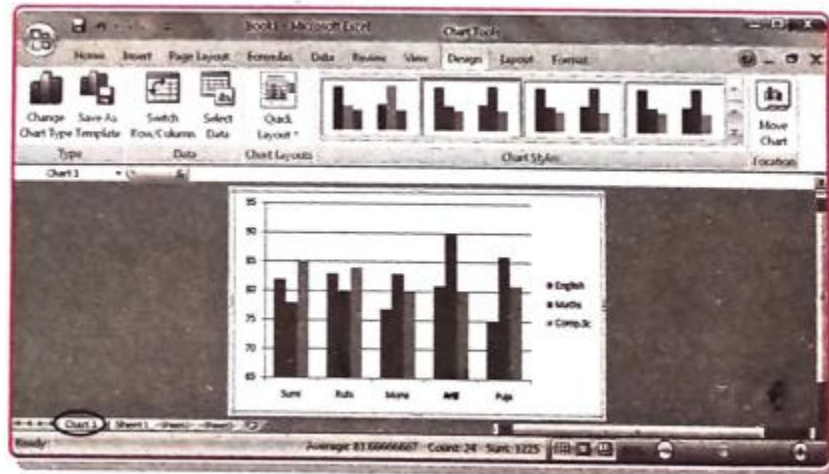 Book1 - Microsoft Excel
Chart Tools
Home Insert Page Layout Formulas Data Review View Design Layout Format
Change Chart Type
Save As Template
Switch Row/Column
Select Data
Quick Layout
Move Chart
Type
Data
Chart Layouts
Chart Styles
Location
Chart 1
95
90
85
80
75
70
65
English
Maths
Comp.Sc
Sumi
Puja
Chart 1 Sheet1 Sheet2 Sheet3
Ready
Average: 81.66666667 Count: 24 Sum: 1225